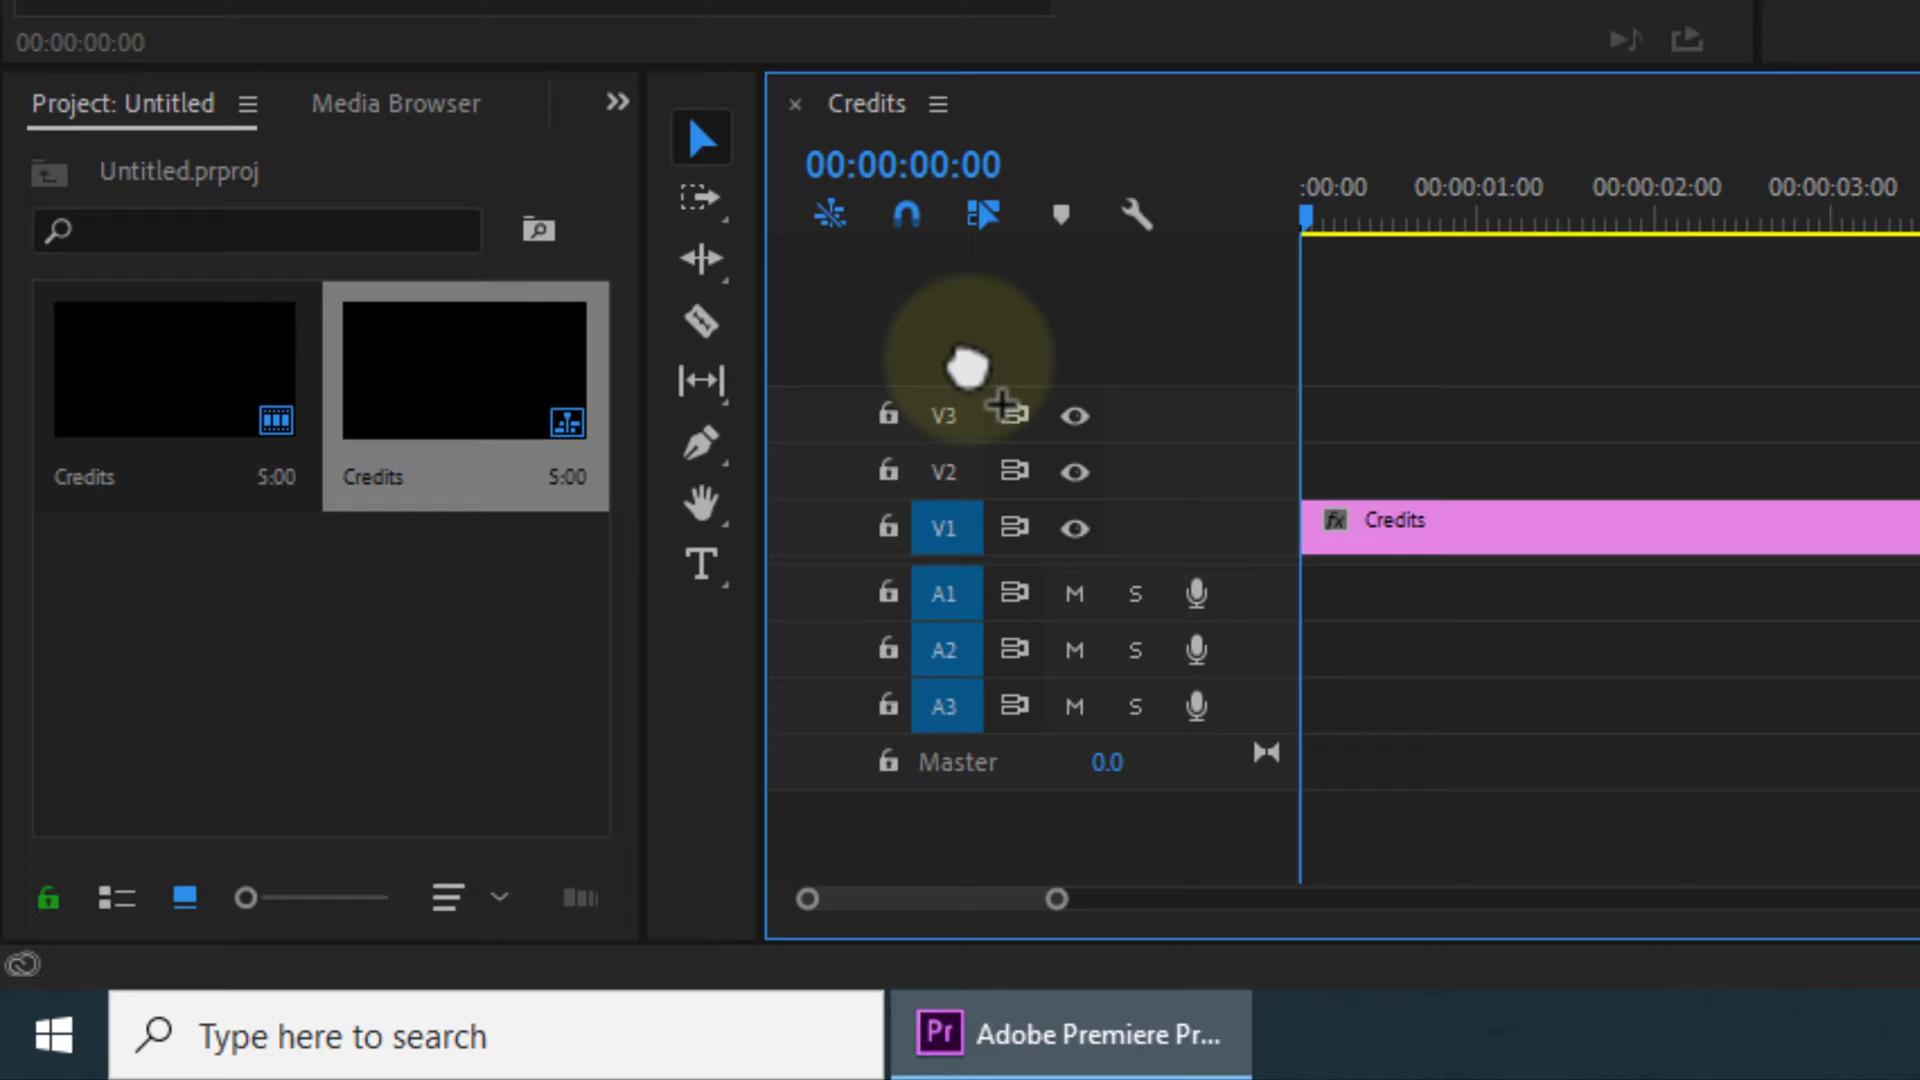 00:00:00:00
Project: Untitled
Media Browser
Untitled.prproj
Credits 5:00
Credits 5:00
Credits
00:00:00:00
:00:00 00:00:01:00 00:00:02:00 00:00:03:00
V3
V2
V1
fx Credits
A1 M S
A2 M S
A3 M S
Master 0.0
T
Type here to search
Pr Adobe Premiere Pr...